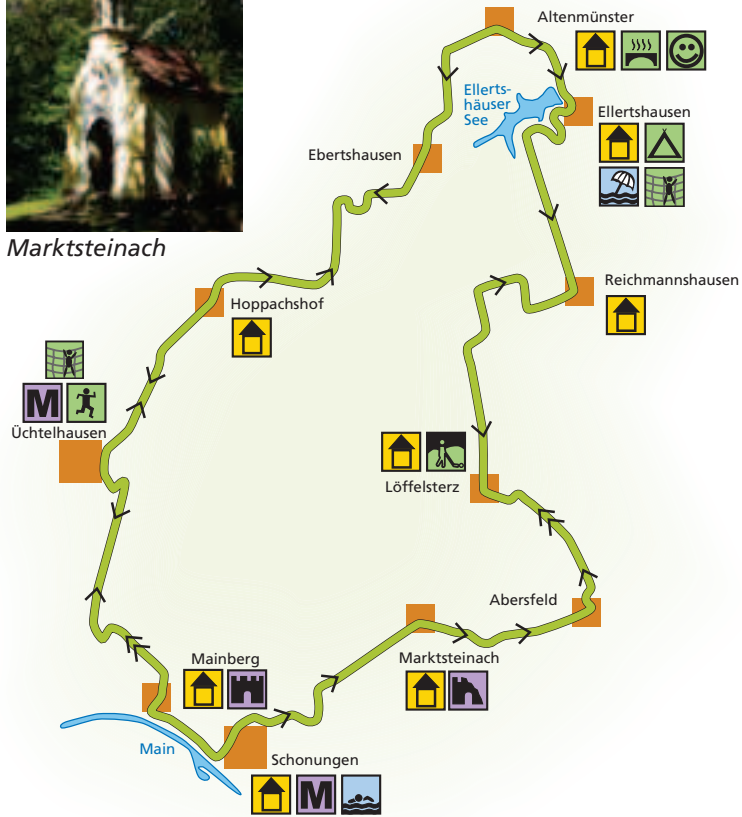 Altenmünster
Ellerts-
häuser
See
Ellertshausen
Ebertshausen
Marktsteinach
Reichmannshausen
Hoppachshof
M
Üchtelhausen
Löffelsterz
Abersfeld
Mainberg
Marktsteinach
Main
Schonungen
M